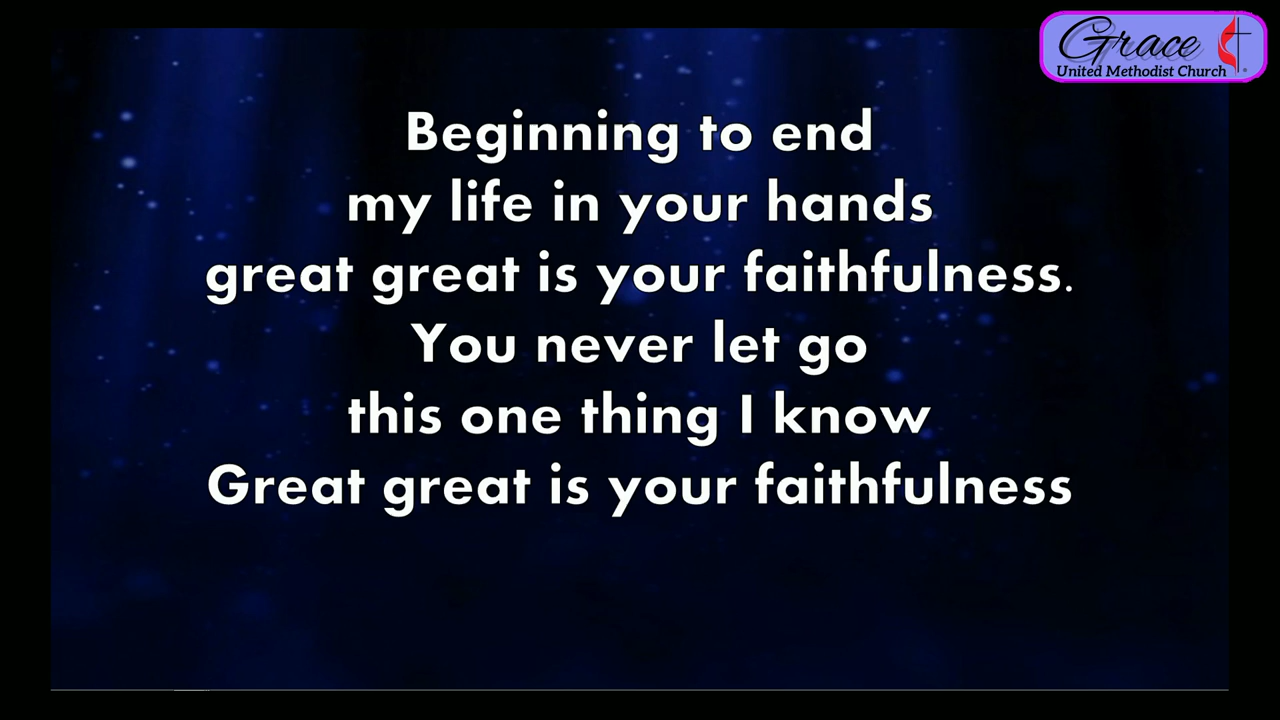 Grace
United Methodist Church
Beginning to end
my life in your hands
great great is your faithfulness.
You never let go
this one thing I know
Great great is your faithfulness